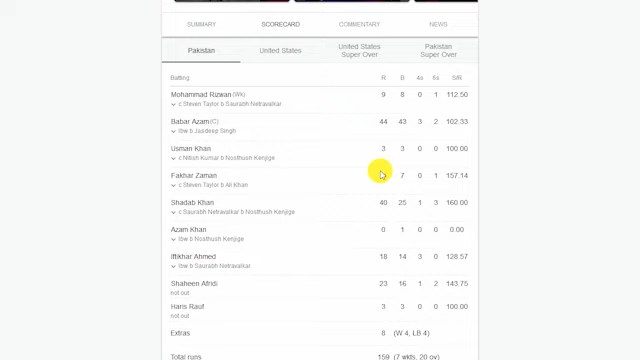 SUMMARY SCORECARD COMMENTARY NEWS
Pakistan United States United States Super Over Pakistan Super Over
Batting R B 4s 6s S/R
Mohammad Rizwan (Wk) 9 8 0 1 112.50
c Steven Taylor b Saurabh Netravalkar
Babar Azam (C) 44 43 3 2 102.33
lbw b Jasdeep Singh
Usman Khan 3 3 0 0 100.00
c Nitish Kumar b Nosthush Kenjige
Fakhar Zaman 7 0 1 157.14
c Steven Taylor b Ali Khan
Shadab Khan 40 25 1 3 160.00
c Saurabh Netravalkar b Nosthush Kenjige
Azam Khan 0 1 0 0 0.00
lbw b Nosthush Kenjige
Iftikhar Ahmed 18 14 3 0 128.57
lbw b Saurabh Netravalkar
Shaheen Afridi 23 16 1 2 143.75
not out
Haris Rauf 3 3 0 0 100.00
not out
Extras 8 (W 4, LB 4)
Total runs 159 (7 wkts, 20 ov)